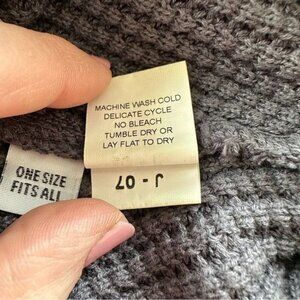 MACHINE WASH COLD
DELICATE CYCLE
NO BLEACH
TUMBLE DRY OR
LAY FLAT TO DRY
J - 07
ONE SIZE
FITS ALL